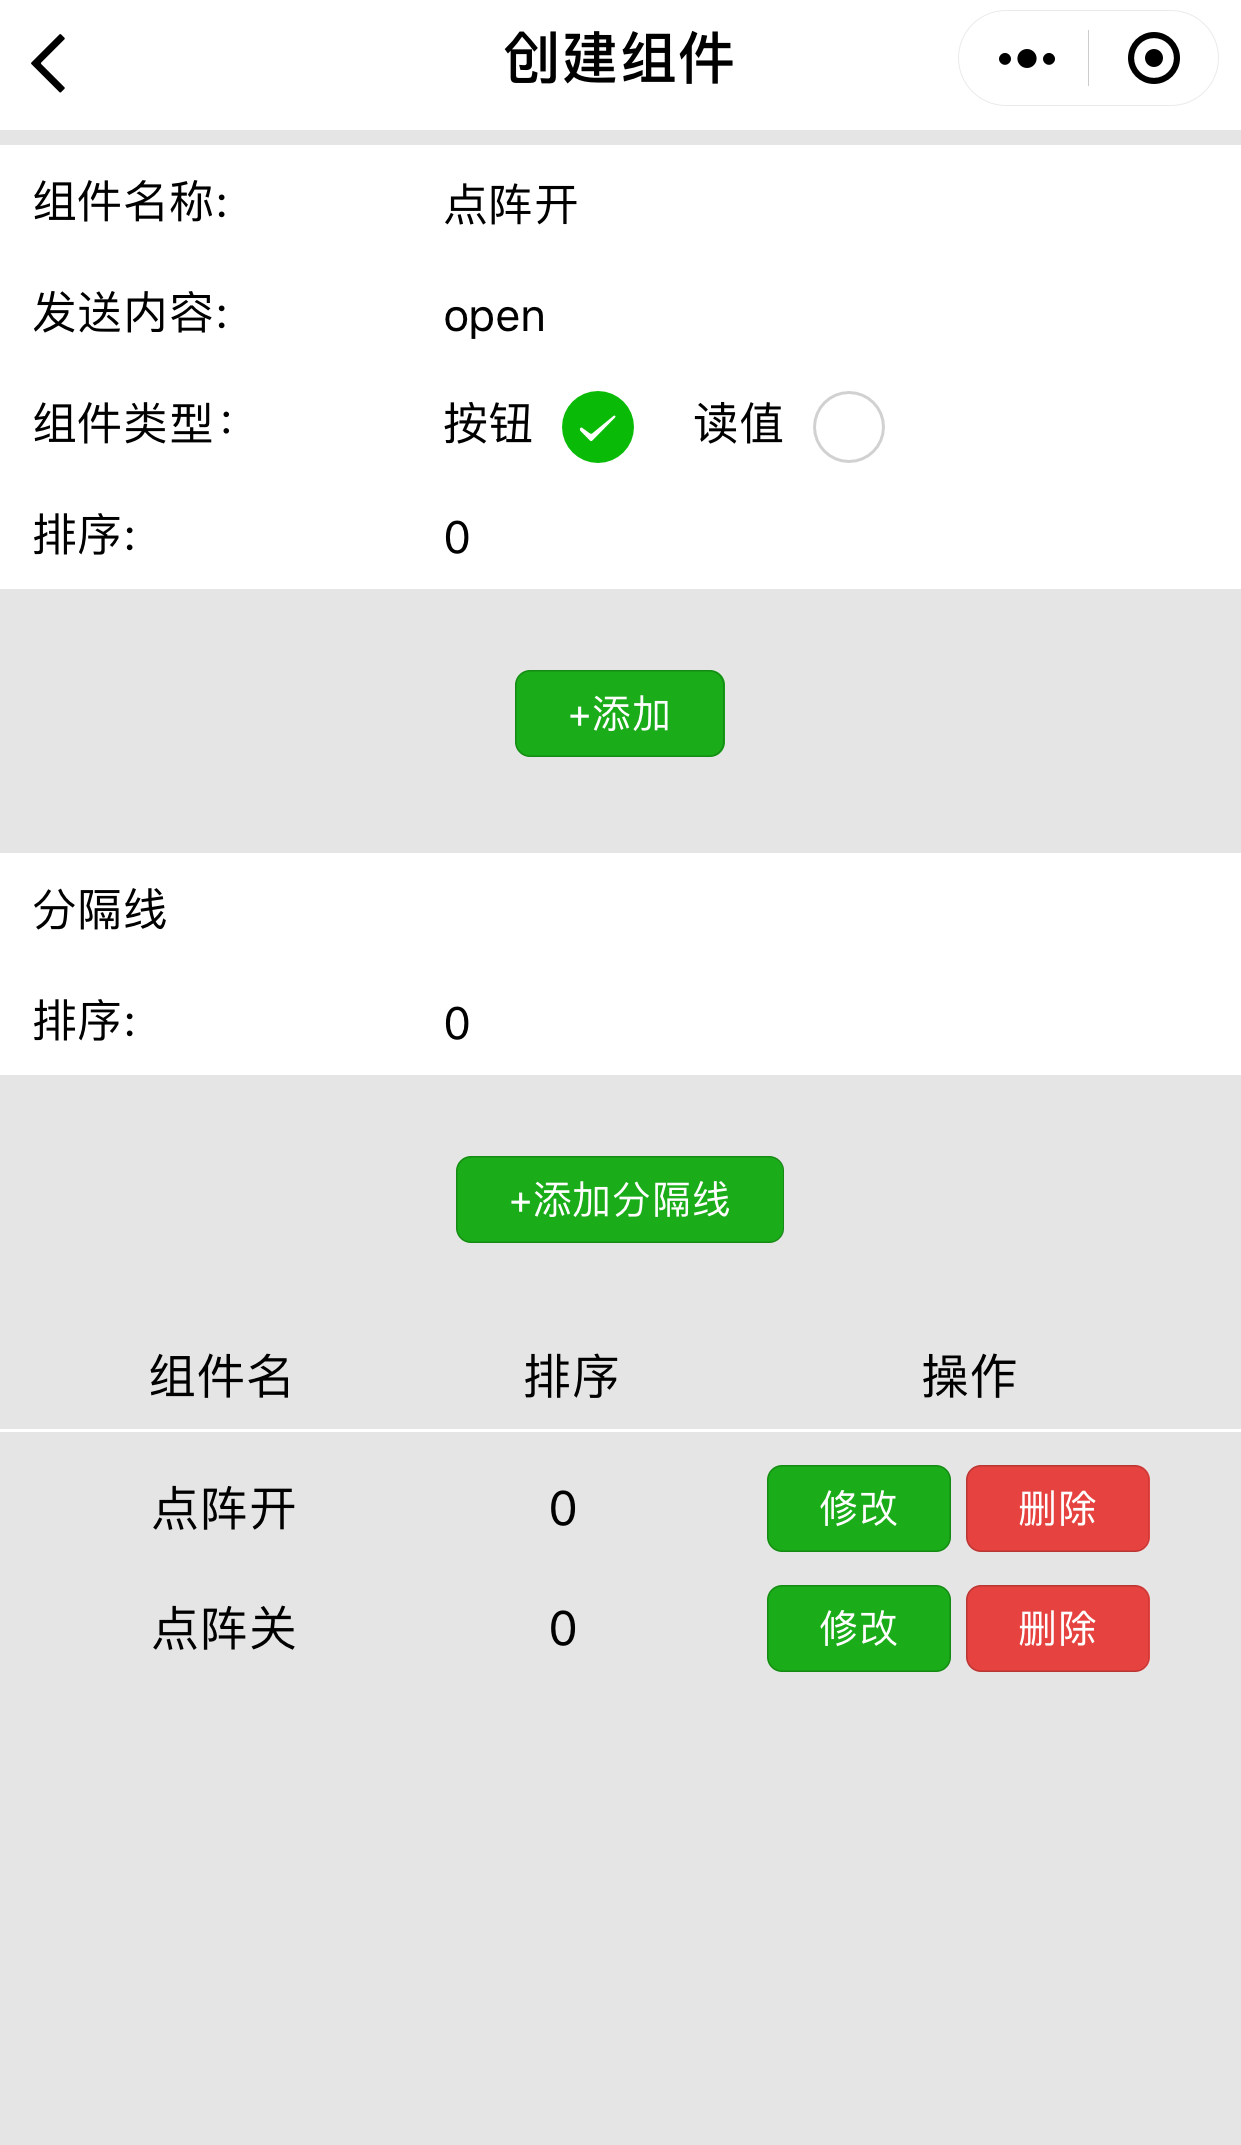 创建组件
组件名称: 点阵开
发送内容: open
组件类型: 按钮 读值
排序: 0
+添加
分隔线
排序: 0
+添加分隔线
组件名 排序 操作
点阵开 0 修改 删除
点阵关 0 修改 删除